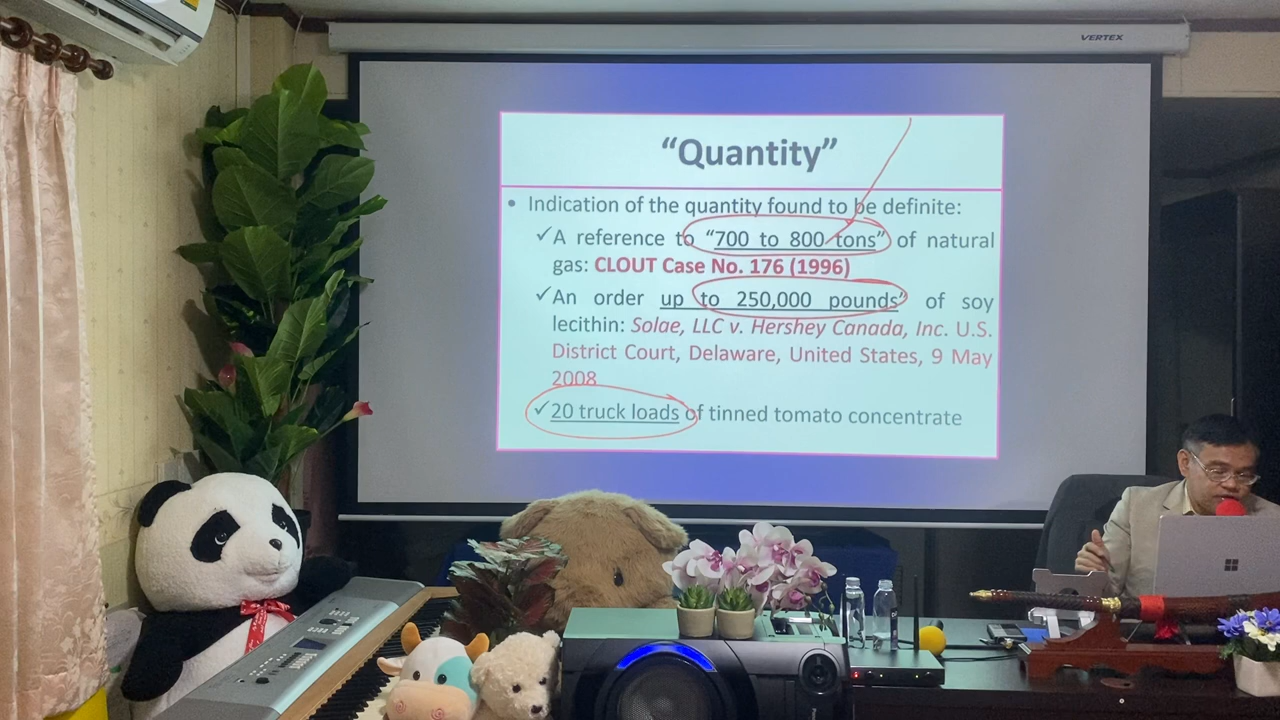 VERTEX
“Quantity”
• Indication of the quantity found to be definite:
✓A reference to “700 to 800 tons” of natural
gas: CLOUT Case No. 176 (1996)
✓An order up to 250,000 pounds” of soy
lecithin: Solae, LLC v. Hershey Canada, Inc. U.S.
District Court, Delaware, United States, 9 May
2008
✓20 truck loads of tinned tomato concentrate